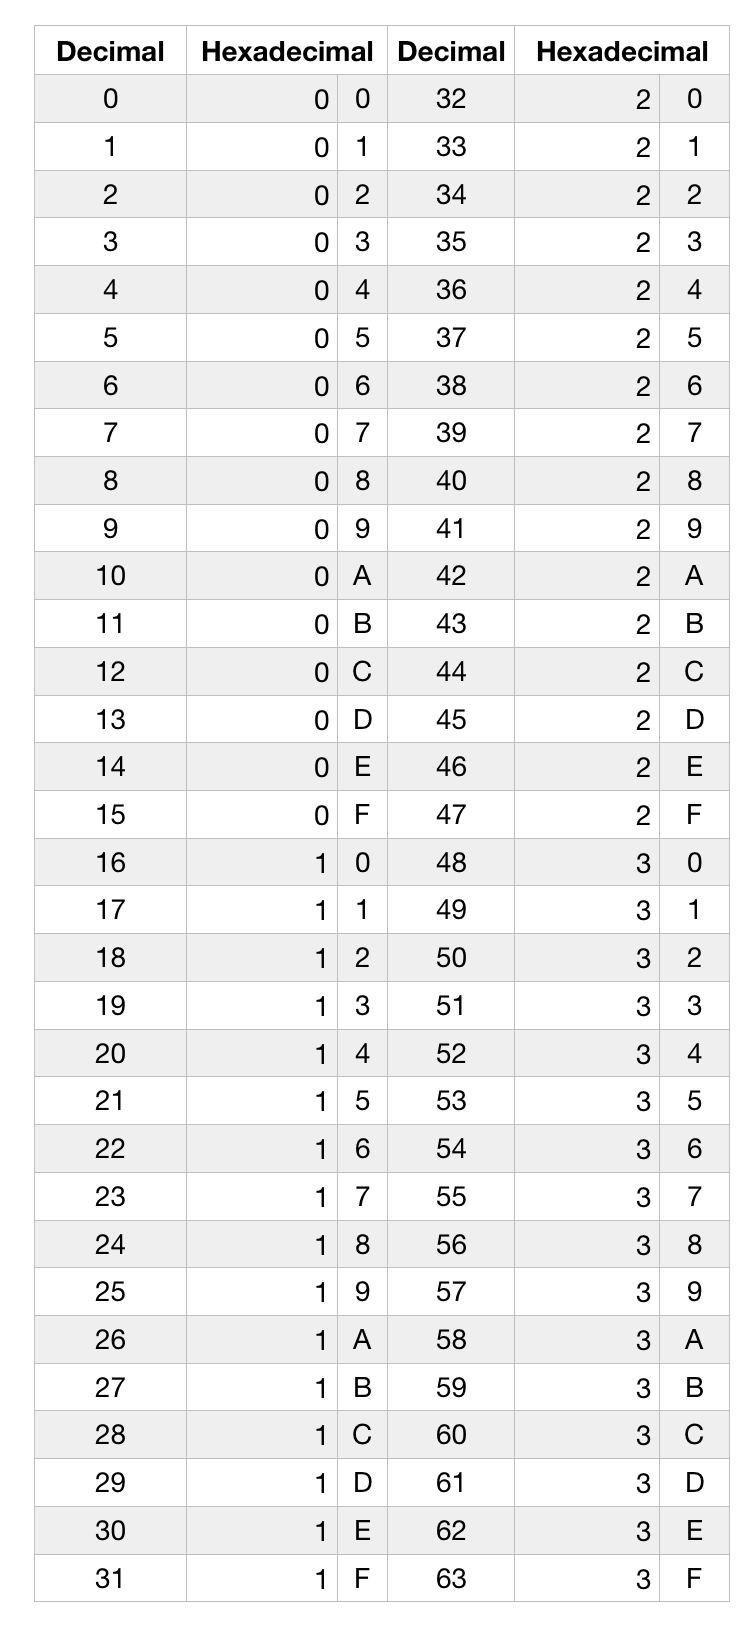 Decimal Hexadecimal Decimal Hexadecimal
0 0 0 32 2 0
1 0 1 33 2 1
2 0 2 34 2 2
3 0 3 35 2 3
4 0 4 36 2 4
5 0 5 37 2 5
6 0 6 38 2 6
7 0 7 39 2 7
8 0 8 40 2 8
9 0 9 41 2 9
10 0 A 42 2 A
11 0 B 43 2 B
12 0 C 44 2 C
13 0 D 45 2 D
14 0 E 46 2 E
15 0 F 47 2 F
16 1 0 48 3 0
17 1 1 49 3 1
18 1 2 50 3 2
19 1 3 51 3 3
20 1 4 52 3 4
21 1 5 53 3 5
22 1 6 54 3 6
23 1 7 55 3 7
24 1 8 56 3 8
25 1 9 57 3 9
26 1 A 58 3 A
27 1 B 59 3 B
28 1 C 60 3 C
29 1 D 61 3 D
30 1 E 62 3 E
31 1 F 63 3 F